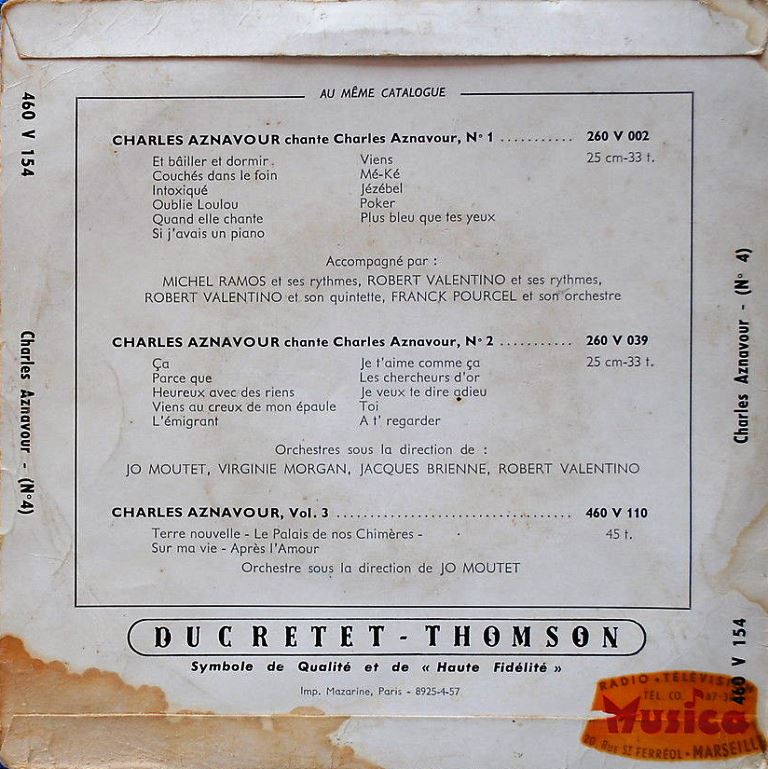 AU MÊME CATALOGUE
CHARLES AZNAVOUR chante Charles Aznavour, N° 1 ........... 260 V 002
Et bâiller et dormir. Viens 25 cm-33 t.
Couchés dans le foin Mé-Ké
Intoxiqué Jézébel
Oublie Loulou Poker
Quand elle chante Plus bleu que tes yeux
Si j'avais un piano
Accompagné par :
MICHEL RAMOS et ses rythmes, ROBERT VALENTINO et ses rythmes,
ROBERT VALENTINO et son quintette, FRANCK POURCEL et son orchestre
CHARLES AZNAVOUR chante Charles Aznavour, N° 2 ........... 260 V 039
Ça Je t'aime comme ça 25 cm-33 t.
Parce que Les chercheurs d'or
Heureux avec des riens Je veux te dire adieu
Viens au creux de mon épaule Toi
L'émigrant A t' regarder
Orchestres sous la direction de :
JO MOUTET, VIRGINIE MORGAN, JACQUES BRIENNE, ROBERT VALENTINO
CHARLES AZNAVOUR, Vol. 3 .................................... 460 V 110
Terre nouvelle - Le Palais de nos Chimères - 45 t.
Sur ma vie - Après l'Amour
Orchestre sous la direction de JO MOUTET
DUCRETET-THOMSON
Symbole de Qualité et de « Haute Fidélité »
Imp. Mazarine, Paris - 8925-4-57
460 V 154
Charles Aznavour - (N°4)
Charles Aznavour - (N° 4)
460 V 154
RADIO • TÉLÉVISION
TEL. CO.
Musica
20, Rue ST FERRÉOL • MARSEILLE